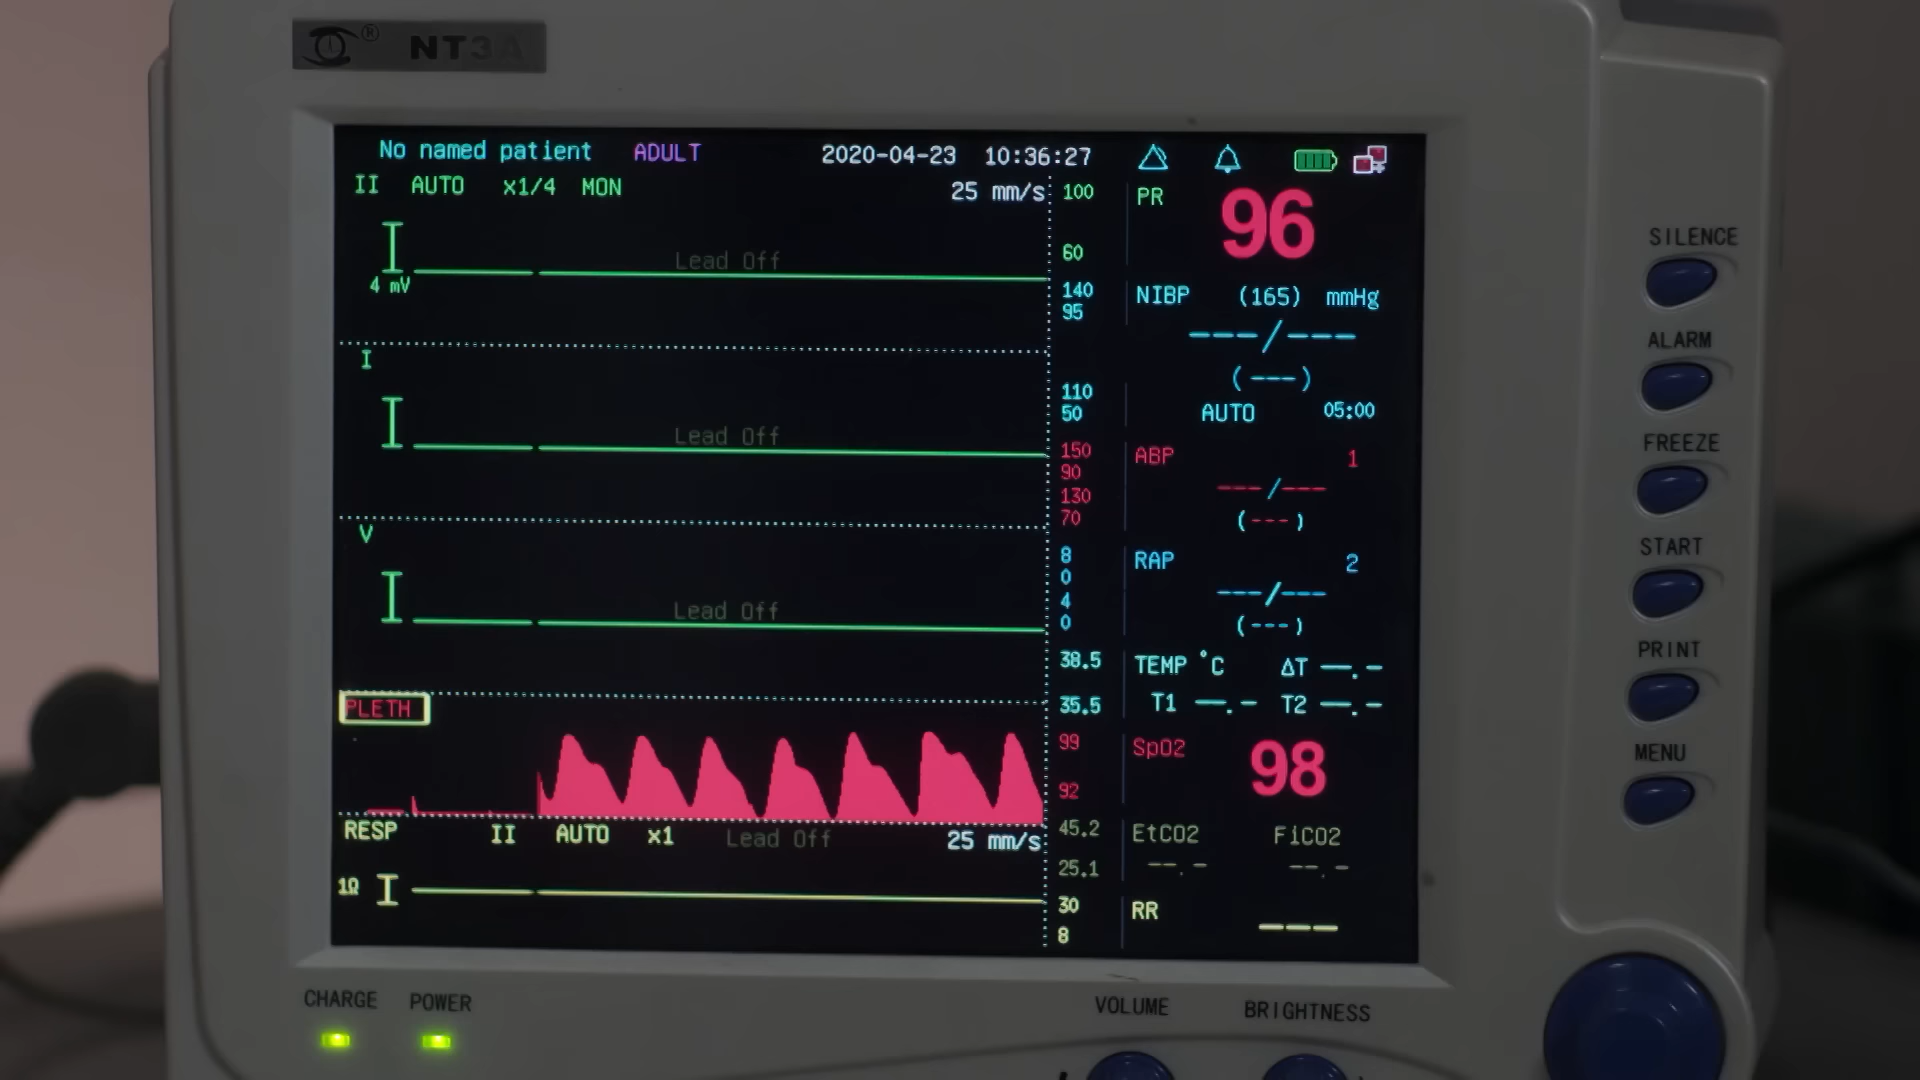 ® NT3A
No named patient ADULT 2020-04-23 10:36:27
II AUTO x1/4 MON 25 mm/s
4 mV
Lead Off
I
Lead Off
V
Lead Off
PLETH
RESP II AUTO x1 Lead Off 25 mm/s
1Ω
100
60
140
95
110
50
150
90
130
70
8
0
4
0
38.5
35.5
99
92
45.2
25.1
30
8
PR 96
NIBP (165) mmHg
---/---
(---)
AUTO 05:00
ABP 1
---/---
(---)
RAP 2
---/---
(---)
TEMP °C ΔT --.-
T1 --.- T2 --.-
SpO2 98
EtCO2 FiCO2
--.- --.-
RR ---
SILENCE
ALARM
FREEZE
START
PRINT
MENU
CHARGE POWER
VOLUME BRIGHTNESS